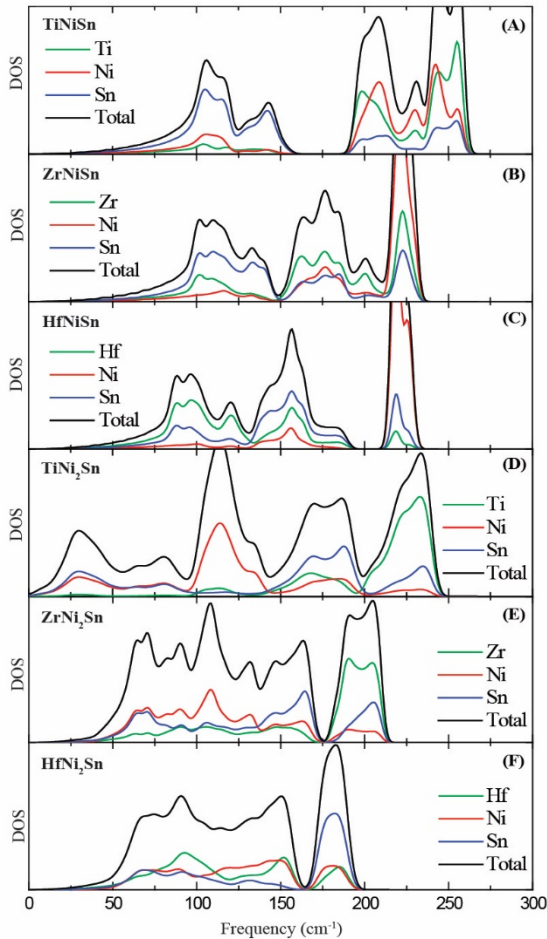 TiNiSn
(A)
Ti
Ni
Sn
Total
DOS
ZrNiSn
(B)
Zr
Ni
Sn
Total
DOS
HfNiSn
(C)
Hf
Ni
Sn
Total
DOS
TiNi₂Sn
(D)
Ti
Ni
Sn
Total
DOS
ZrNi₂Sn
(E)
Zr
Ni
Sn
Total
DOS
HfNi₂Sn
(F)
Hf
Ni
Sn
Total
DOS
0 50 100 150 200 250 300
Frequency (cm⁻¹)